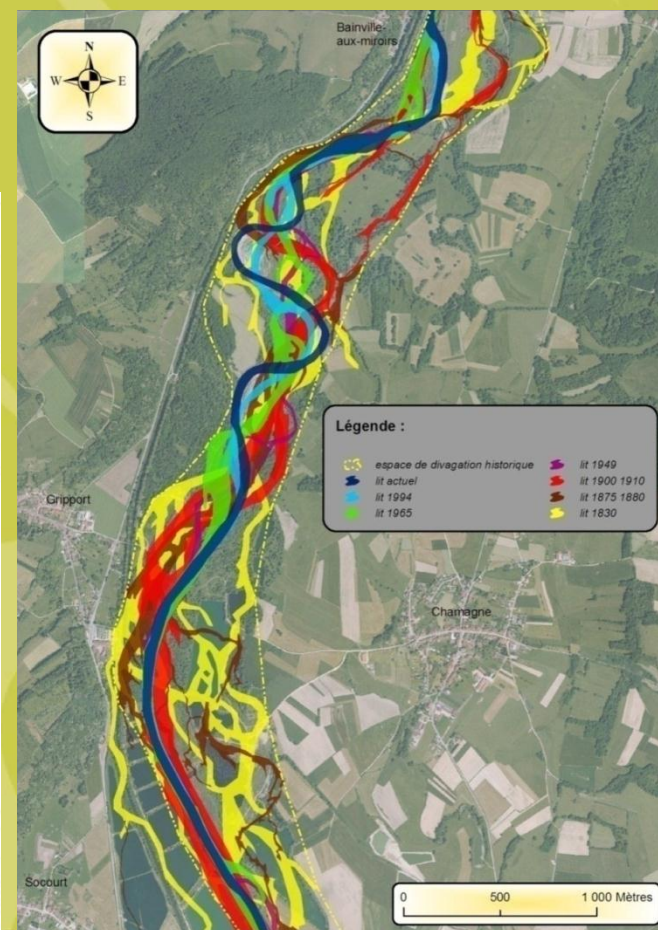 Bainville-
aux-miroirs
N
W E
S
Légende :
espace de divagation historique
lit actuel
lit 1994
lit 1965
lit 1949
lit 1900 1910
lit 1875 1880
lit 1830
Gripport
Chamagne
Socourt
0 500 1 000 Mètres